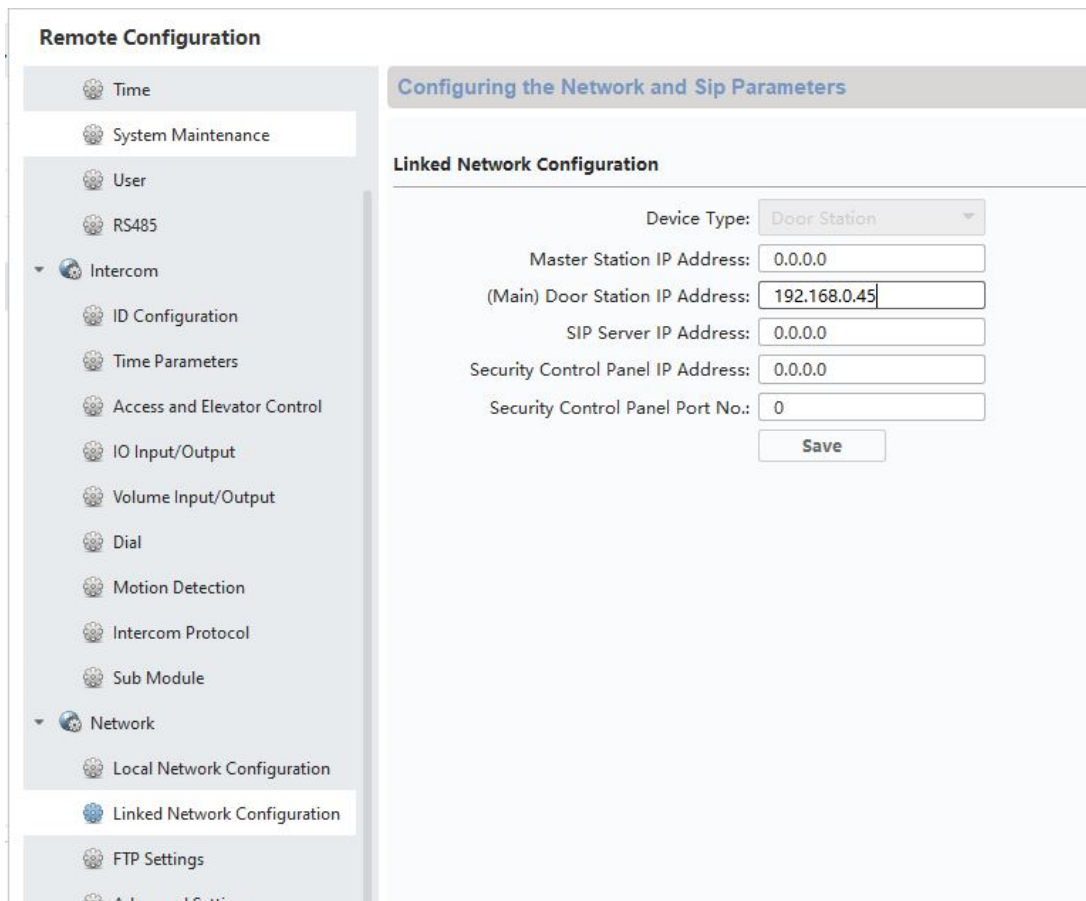 Remote Configuration
Time
System Maintenance
User
RS485
Intercom
ID Configuration
Time Parameters
Access and Elevator Control
IO Input/Output
Volume Input/Output
Dial
Motion Detection
Intercom Protocol
Sub Module
Network
Local Network Configuration
Linked Network Configuration
FTP Settings
Configuring the Network and Sip Parameters
Linked Network Configuration
Device Type: Door Station
Master Station IP Address: 0.0.0.0
(Main) Door Station IP Address: 192.168.0.45
SIP Server IP Address: 0.0.0.0
Security Control Panel IP Address: 0.0.0.0
Security Control Panel Port No.: 0
Save